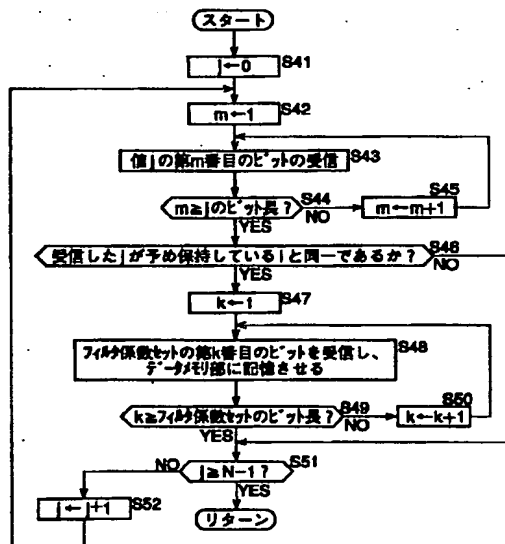 スタート
j←0 S41
m←1 S42
値jの第m番目のビットの受信 S43
m≧jのビット長？ S44
NO
m←m+1 S45
YES
受信したjが予め保持しているiと同一であるか？ S46
NO
YES
k←1 S47
フィルタ係数セットの第k番目のビットを受信し、
データメモリ部に記憶させる S48
k≧フィルタ係数セットのビット長？ S49
NO
k←k+1 S50
YES
j≧N-1？ S51
NO
YES
j←j+1 S52
リターン